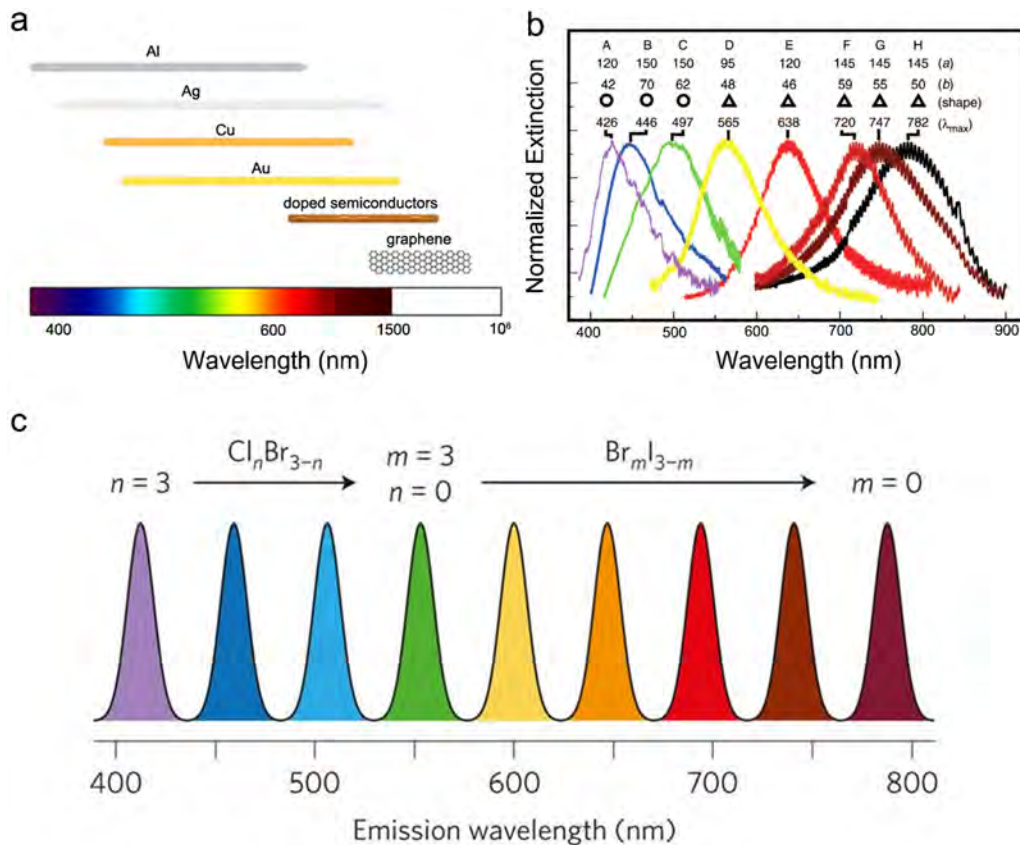 a
Al
Ag
Cu
Au
doped semiconductors
graphene
400 600 1500 10⁶
Wavelength (nm)
b
A B C D E F G H
120 150 150 95 120 145 145 145 (a)
42 70 62 48 46 59 55 50 (b)
(shape)
426 446 497 565 638 720 747 782 (λmax)
Normalized Extinction
400 500 600 700 800 900
Wavelength (nm)
c
n = 3
ClnBr3−n
m = 3
n = 0
BrmI3−m
m = 0
400 500 600 700 800
Emission wavelength (nm)